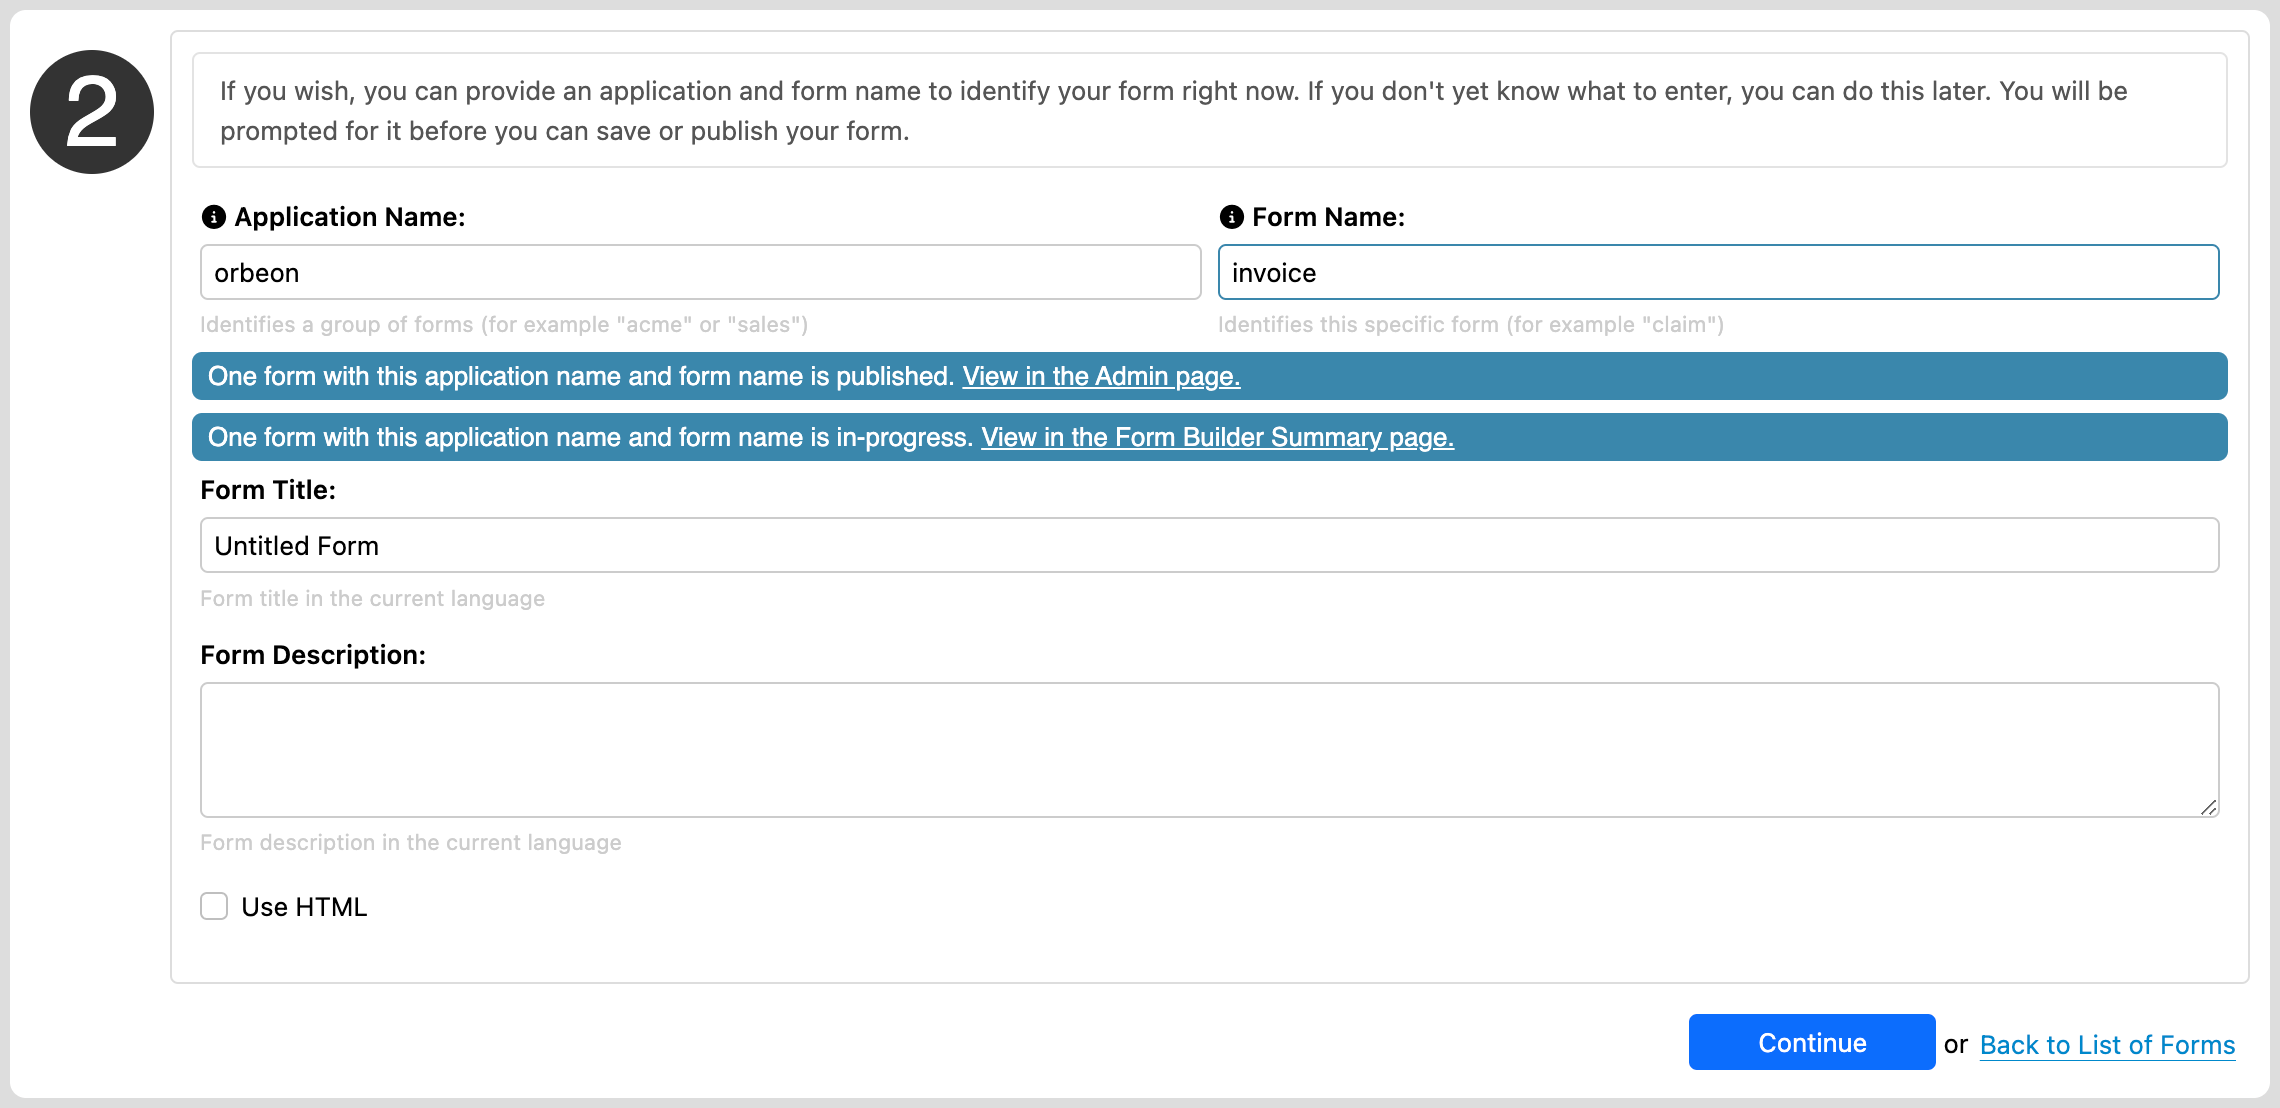 2
If you wish, you can provide an application and form name to identify your form right now. If you don't yet know what to enter, you can do this later. You will be
prompted for it before you can save or publish your form.
Application Name:
Form Name:
orbeon
invoice
Identifies a group of forms (for example "acme" or "sales")
Identifies this specific form (for example "claim")
One form with this application name and form name is published. View in the Admin page.
One form with this application name and form name is in-progress. View in the Form Builder Summary page.
Form Title:
Untitled Form
Form title in the current language
Form Description:
Form description in the current language
Use HTML
Continue or Back to List of Forms